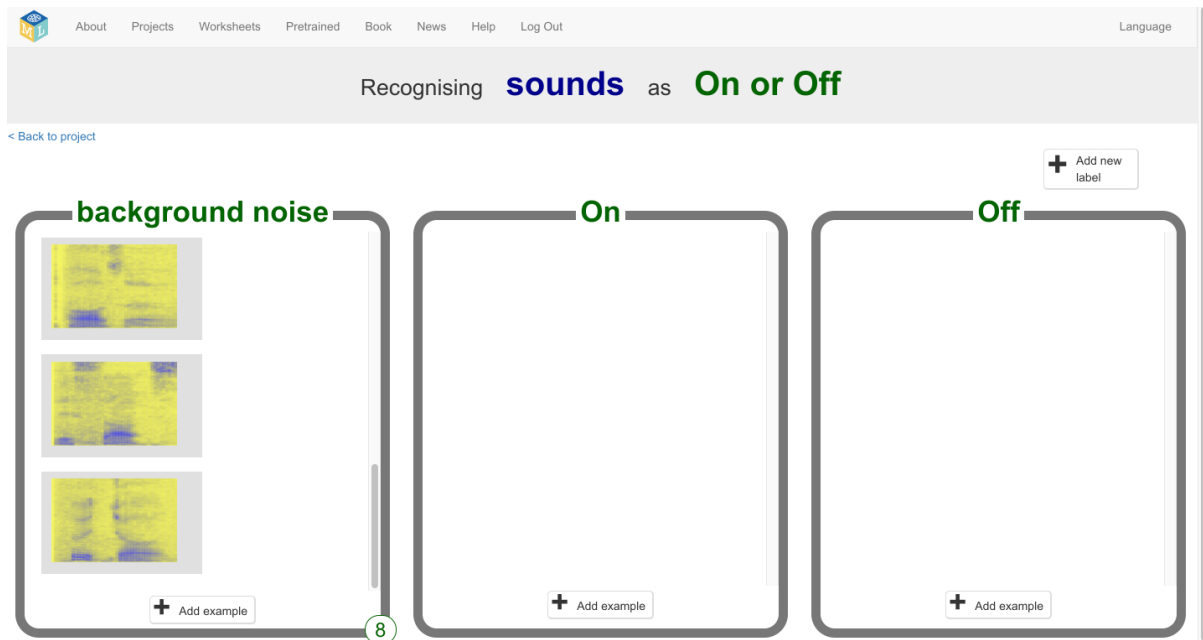 M L
About Projects Worksheets Pretrained Book News Help Log Out Language
Recognising sounds as On or Off
< Back to project
Add new
label
background noise
On
Off
Add example
8
Add example
Add example